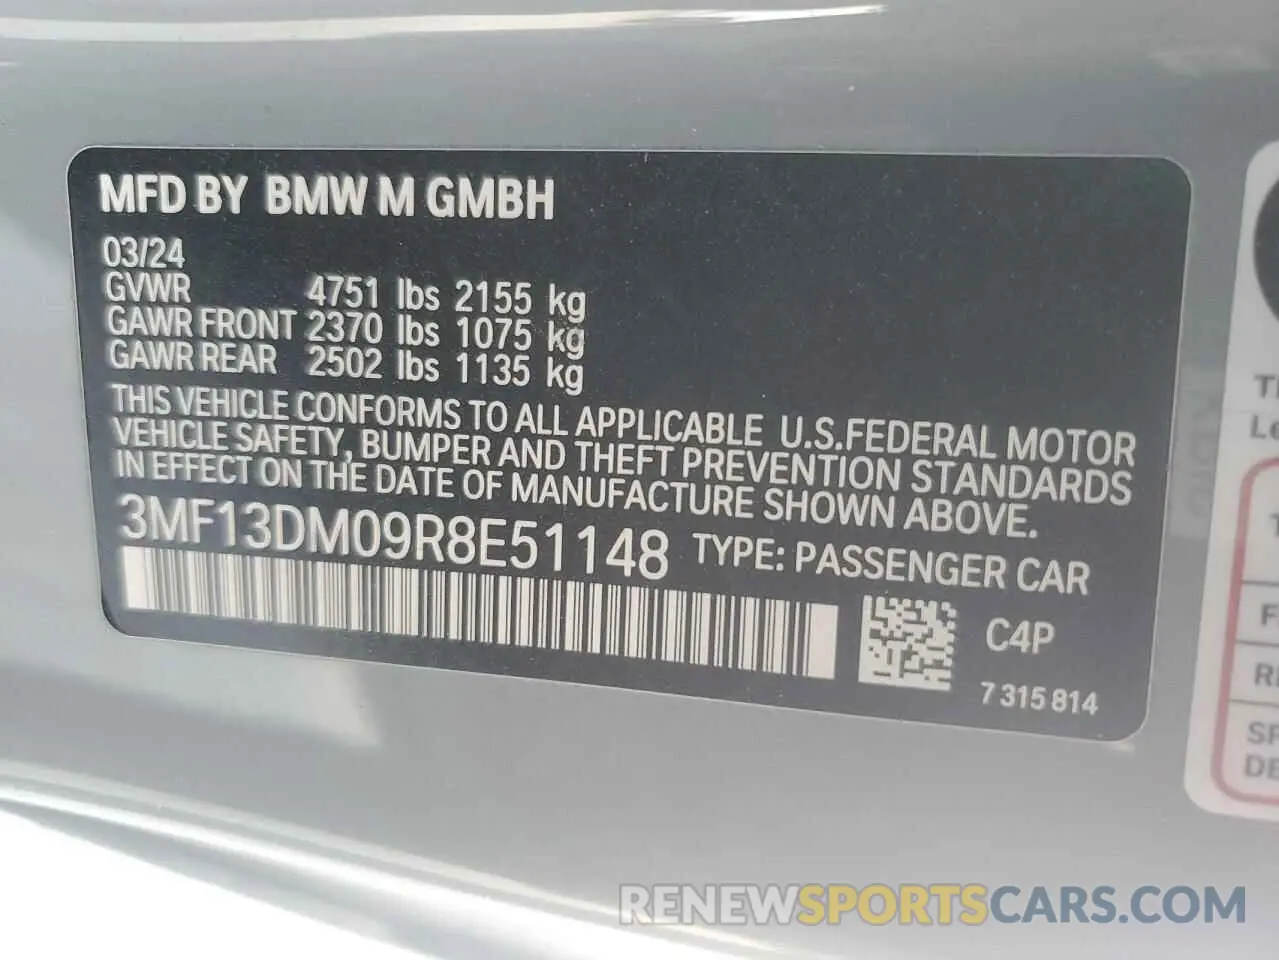 MFD BY BMW M GMBH
03/24
GVWR 4751 lbs 2155 kg
GAWR FRONT 2370 lbs 1075 kg
GAWR REAR 2502 lbs 1135 kg
THIS VEHICLE CONFORMS TO ALL APPLICABLE U.S.FEDERAL MOTOR
VEHICLE SAFETY, BUMPER AND THEFT PREVENTION STANDARDS
IN EFFECT ON THE DATE OF MANUFACTURE SHOWN ABOVE.
3MF13DM09R8E51148 TYPE: PASSENGER CAR
C4P
7 315 814
RENEWSPORTSCARS.COM